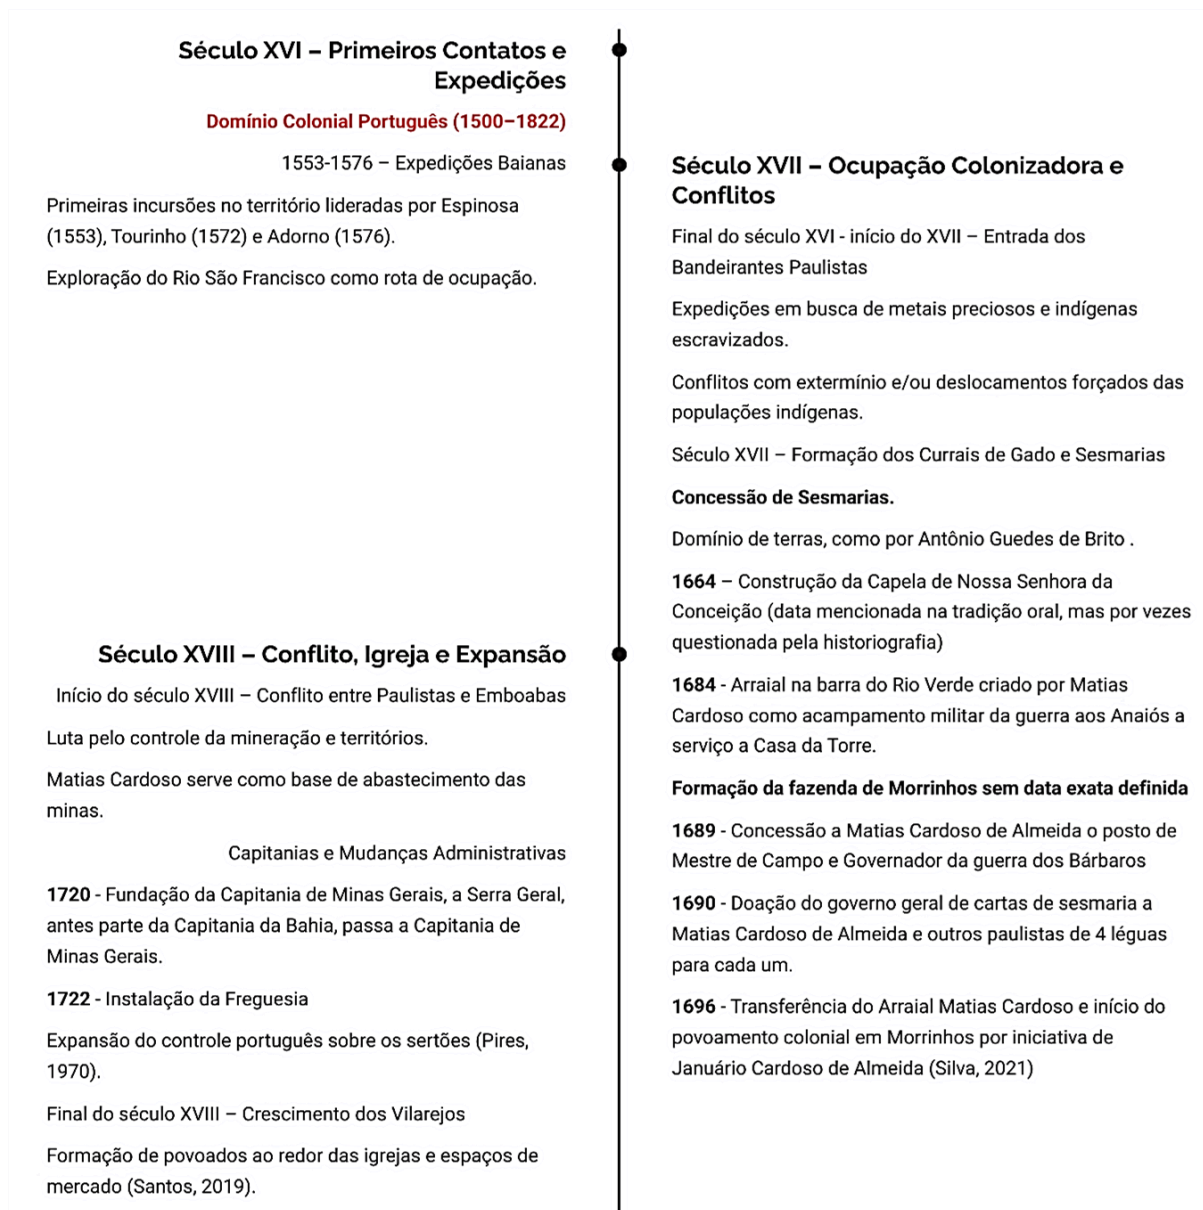 Século XVI – Primeiros Contatos e
Expedições
Domínio Colonial Português (1500–1822)
1553-1576 – Expedições Baianas
Primeiras incursões no território lideradas por Espinosa
(1553), Tourinho (1572) e Adorno (1576).
Exploração do Rio São Francisco como rota de ocupação.
Século XVII – Ocupação Colonizadora e
Conflitos
Final do século XVI - início do XVII – Entrada dos
Bandeirantes Paulistas
Expedições em busca de metais preciosos e indígenas
escravizados.
Conflitos com extermínio e/ou deslocamentos forçados das
populações indígenas.
Século XVII – Formação dos Currais de Gado e Sesmarias
Concessão de Sesmarias.
Domínio de terras, como por Antônio Guedes de Brito .
1664 – Construção da Capela de Nossa Senhora da
Conceição (data mencionada na tradição oral, mas por vezes
questionada pela historiografia)
1684 - Arraial na barra do Rio Verde criado por Matias
Cardoso como acampamento militar da guerra aos Anaiós a
serviço a Casa da Torre.
Formação da fazenda de Morrinhos sem data exata definida
1689 - Concessão a Matias Cardoso de Almeida o posto de
Mestre de Campo e Governador da guerra dos Bárbaros
1690 - Doação do governo geral de cartas de sesmaria a
Matias Cardoso de Almeida e outros paulistas de 4 léguas
para cada um.
1696 - Transferência do Arraial Matias Cardoso e início do
povoamento colonial em Morrinhos por iniciativa de
Januário Cardoso de Almeida (Silva, 2021)
Século XVIII – Conflito, Igreja e Expansão
Início do século XVIII – Conflito entre Paulistas e Emboabas
Luta pelo controle da mineração e territórios.
Matias Cardoso serve como base de abastecimento das
minas.
Capitanias e Mudanças Administrativas
1720 - Fundação da Capitania de Minas Gerais, a Serra Geral,
antes parte da Capitania da Bahia, passa a Capitania de
Minas Gerais.
1722 - Instalação da Freguesia
Expansão do controle português sobre os sertões (Pires,
1970).
Final do século XVIII – Crescimento dos Vilarejos
Formação de povoados ao redor das igrejas e espaços de
mercado (Santos, 2019).